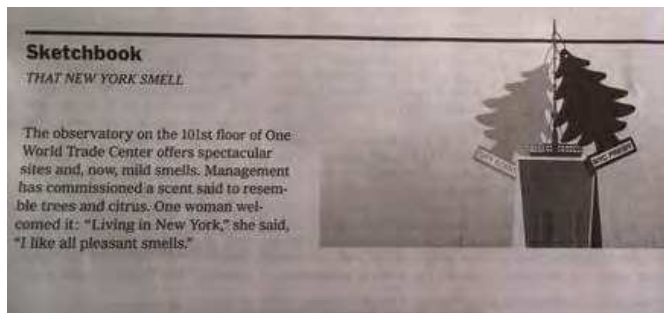 Sketchbook
THAT NEW YORK SMELL
The observatory on the 101st floor of One
World Trade Center offers spectacular
sites and, now, mild smells. Management
has commissioned a scent said to resem-
ble trees and citrus. One woman wel-
comed it: “Living in New York,” she said,
“I like all pleasant smells.”